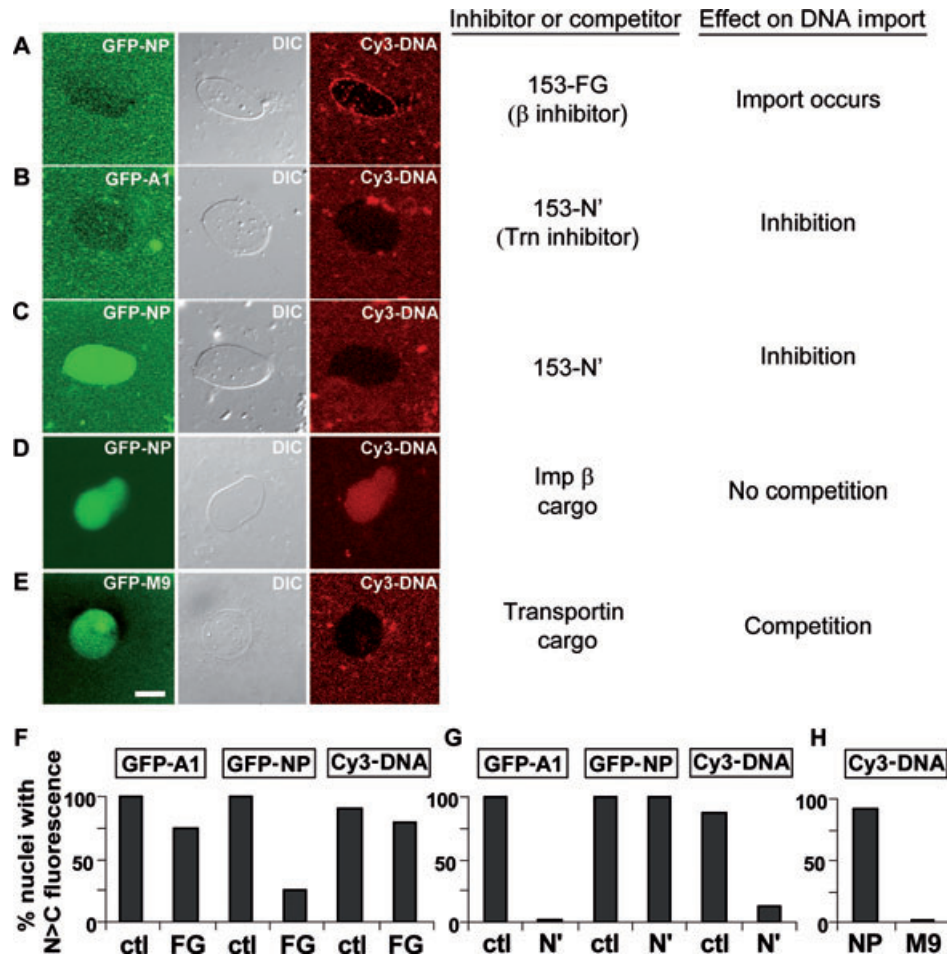 Inhibitor or competitor Effect on DNA import
A GFP-NP DIC Cy3-DNA
153-FG
(β inhibitor)
Import occurs
B GFP-A1 DIC Cy3-DNA
153-N'
(Trn inhibitor)
Inhibition
C GFP-NP DIC Cy3-DNA
153-N'
Inhibition
D GFP-NP DIC Cy3-DNA
Imp β
cargo
No competition
E GFP-M9 DIC Cy3-DNA
Transportin
cargo
Competition
F GFP-A1 GFP-NP Cy3-DNA
% nuclei with
N>C fluorescence
100
50
0
ctl FG ctl FG ctl FG
G GFP-A1 GFP-NP Cy3-DNA
100
50
0
ctl N' ctl N' ctl N'
H Cy3-DNA
100
50
0
NP M9